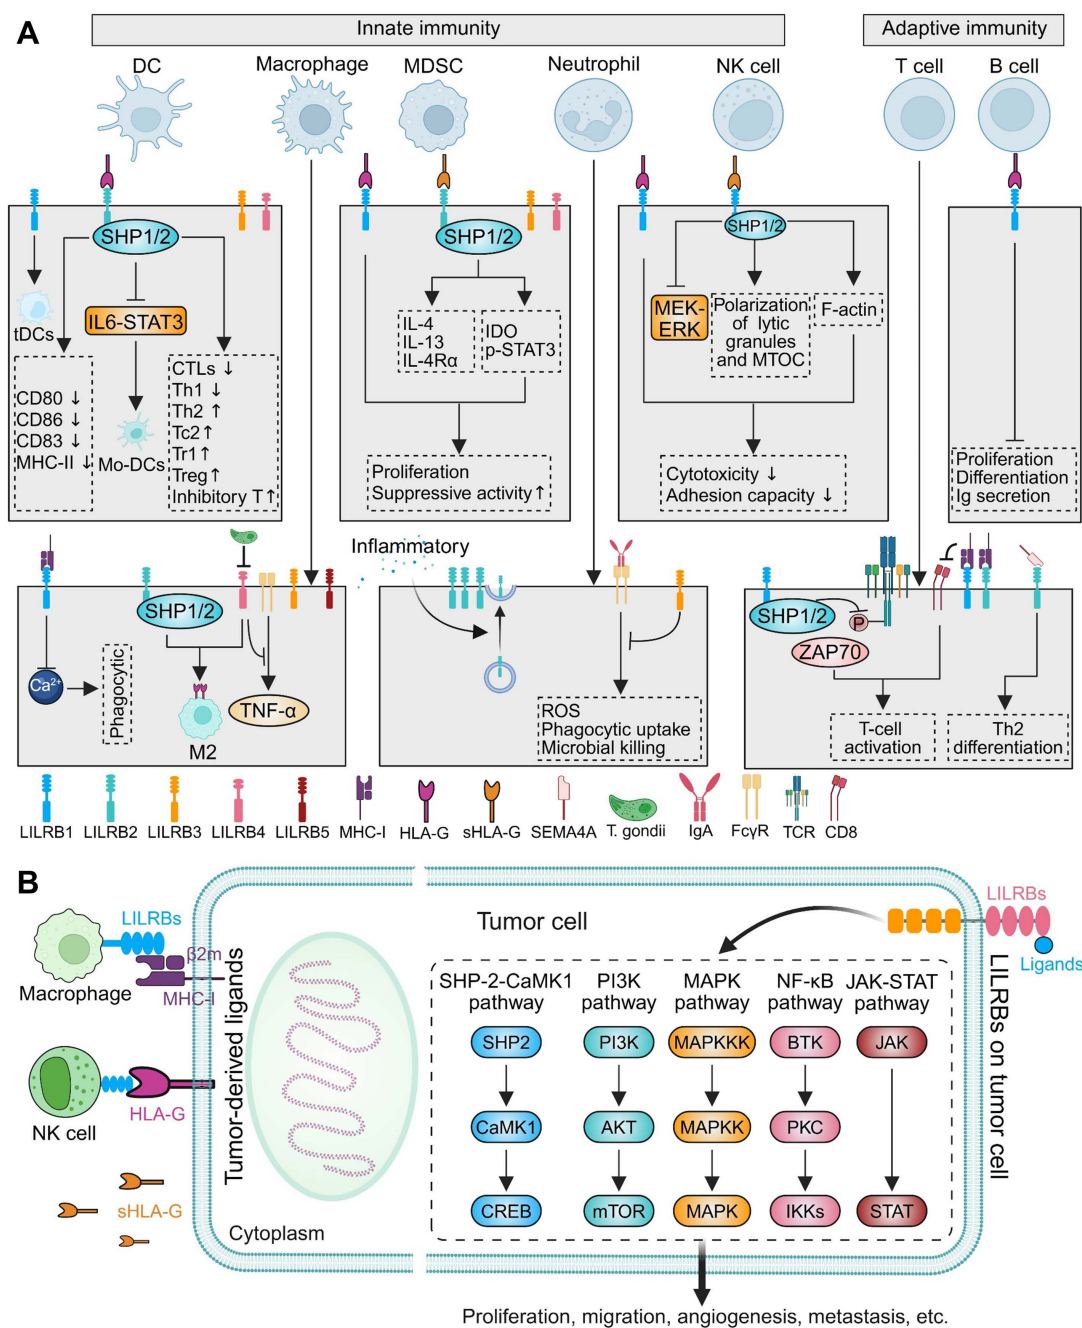 A
Innate immunity
Adaptive immunity
DC
Macrophage
MDSC
Neutrophil
NK cell
T cell
B cell
SHP1/2
tDCs
IL6-STAT3
CD80 ↓
CD86 ↓
CD83 ↓
MHC-II ↓
Mo-DCs
CTLs ↓
Th1 ↓
Th2 ↑
Tc2 ↑
Tr1 ↑
Treg ↑
Inhibitory T ↑
SHP1/2
IL-4
IL-13
IL-4Rα
IDO
p-STAT3
Proliferation
Suppressive activity ↑
SHP1/2
MEK-
ERK
Polarization
of lytic
granules
and MTOC
F-actin
Cytotoxicity ↓
Adhesion capacity ↓
Proliferation
Differentiation
Ig secretion
SHP1/2
Ca2+
Phagocytic
M2
TNF-α
Inflammatory
ROS
Phagocytic uptake
Microbial killing
SHP1/2
P
ZAP70
T-cell
activation
Th2
differentiation
LILRB1
LILRB2
LILRB3
LILRB4
LILRB5
MHC-I
HLA-G
sHLA-G
SEMA4A
T. gondii
IgA
FcγR
TCR
CD8
B
LILRBs
β2m
MHC-I
Macrophage
HLA-G
NK cell
sHLA-G
Tumor-derived ligands
Cytoplasm
Tumor cell
LILRBs
Ligands
LILRBs on tumor cell
SHP-2-CaMK1
pathway
PI3K
pathway
MAPK
pathway
NF-κB
pathway
JAK-STAT
pathway
SHP2
PI3K
MAPKKK
BTK
JAK
CaMK1
AKT
MAPKK
PKC
CREB
mTOR
MAPK
IKKs
STAT
Proliferation, migration, angiogenesis, metastasis, etc.